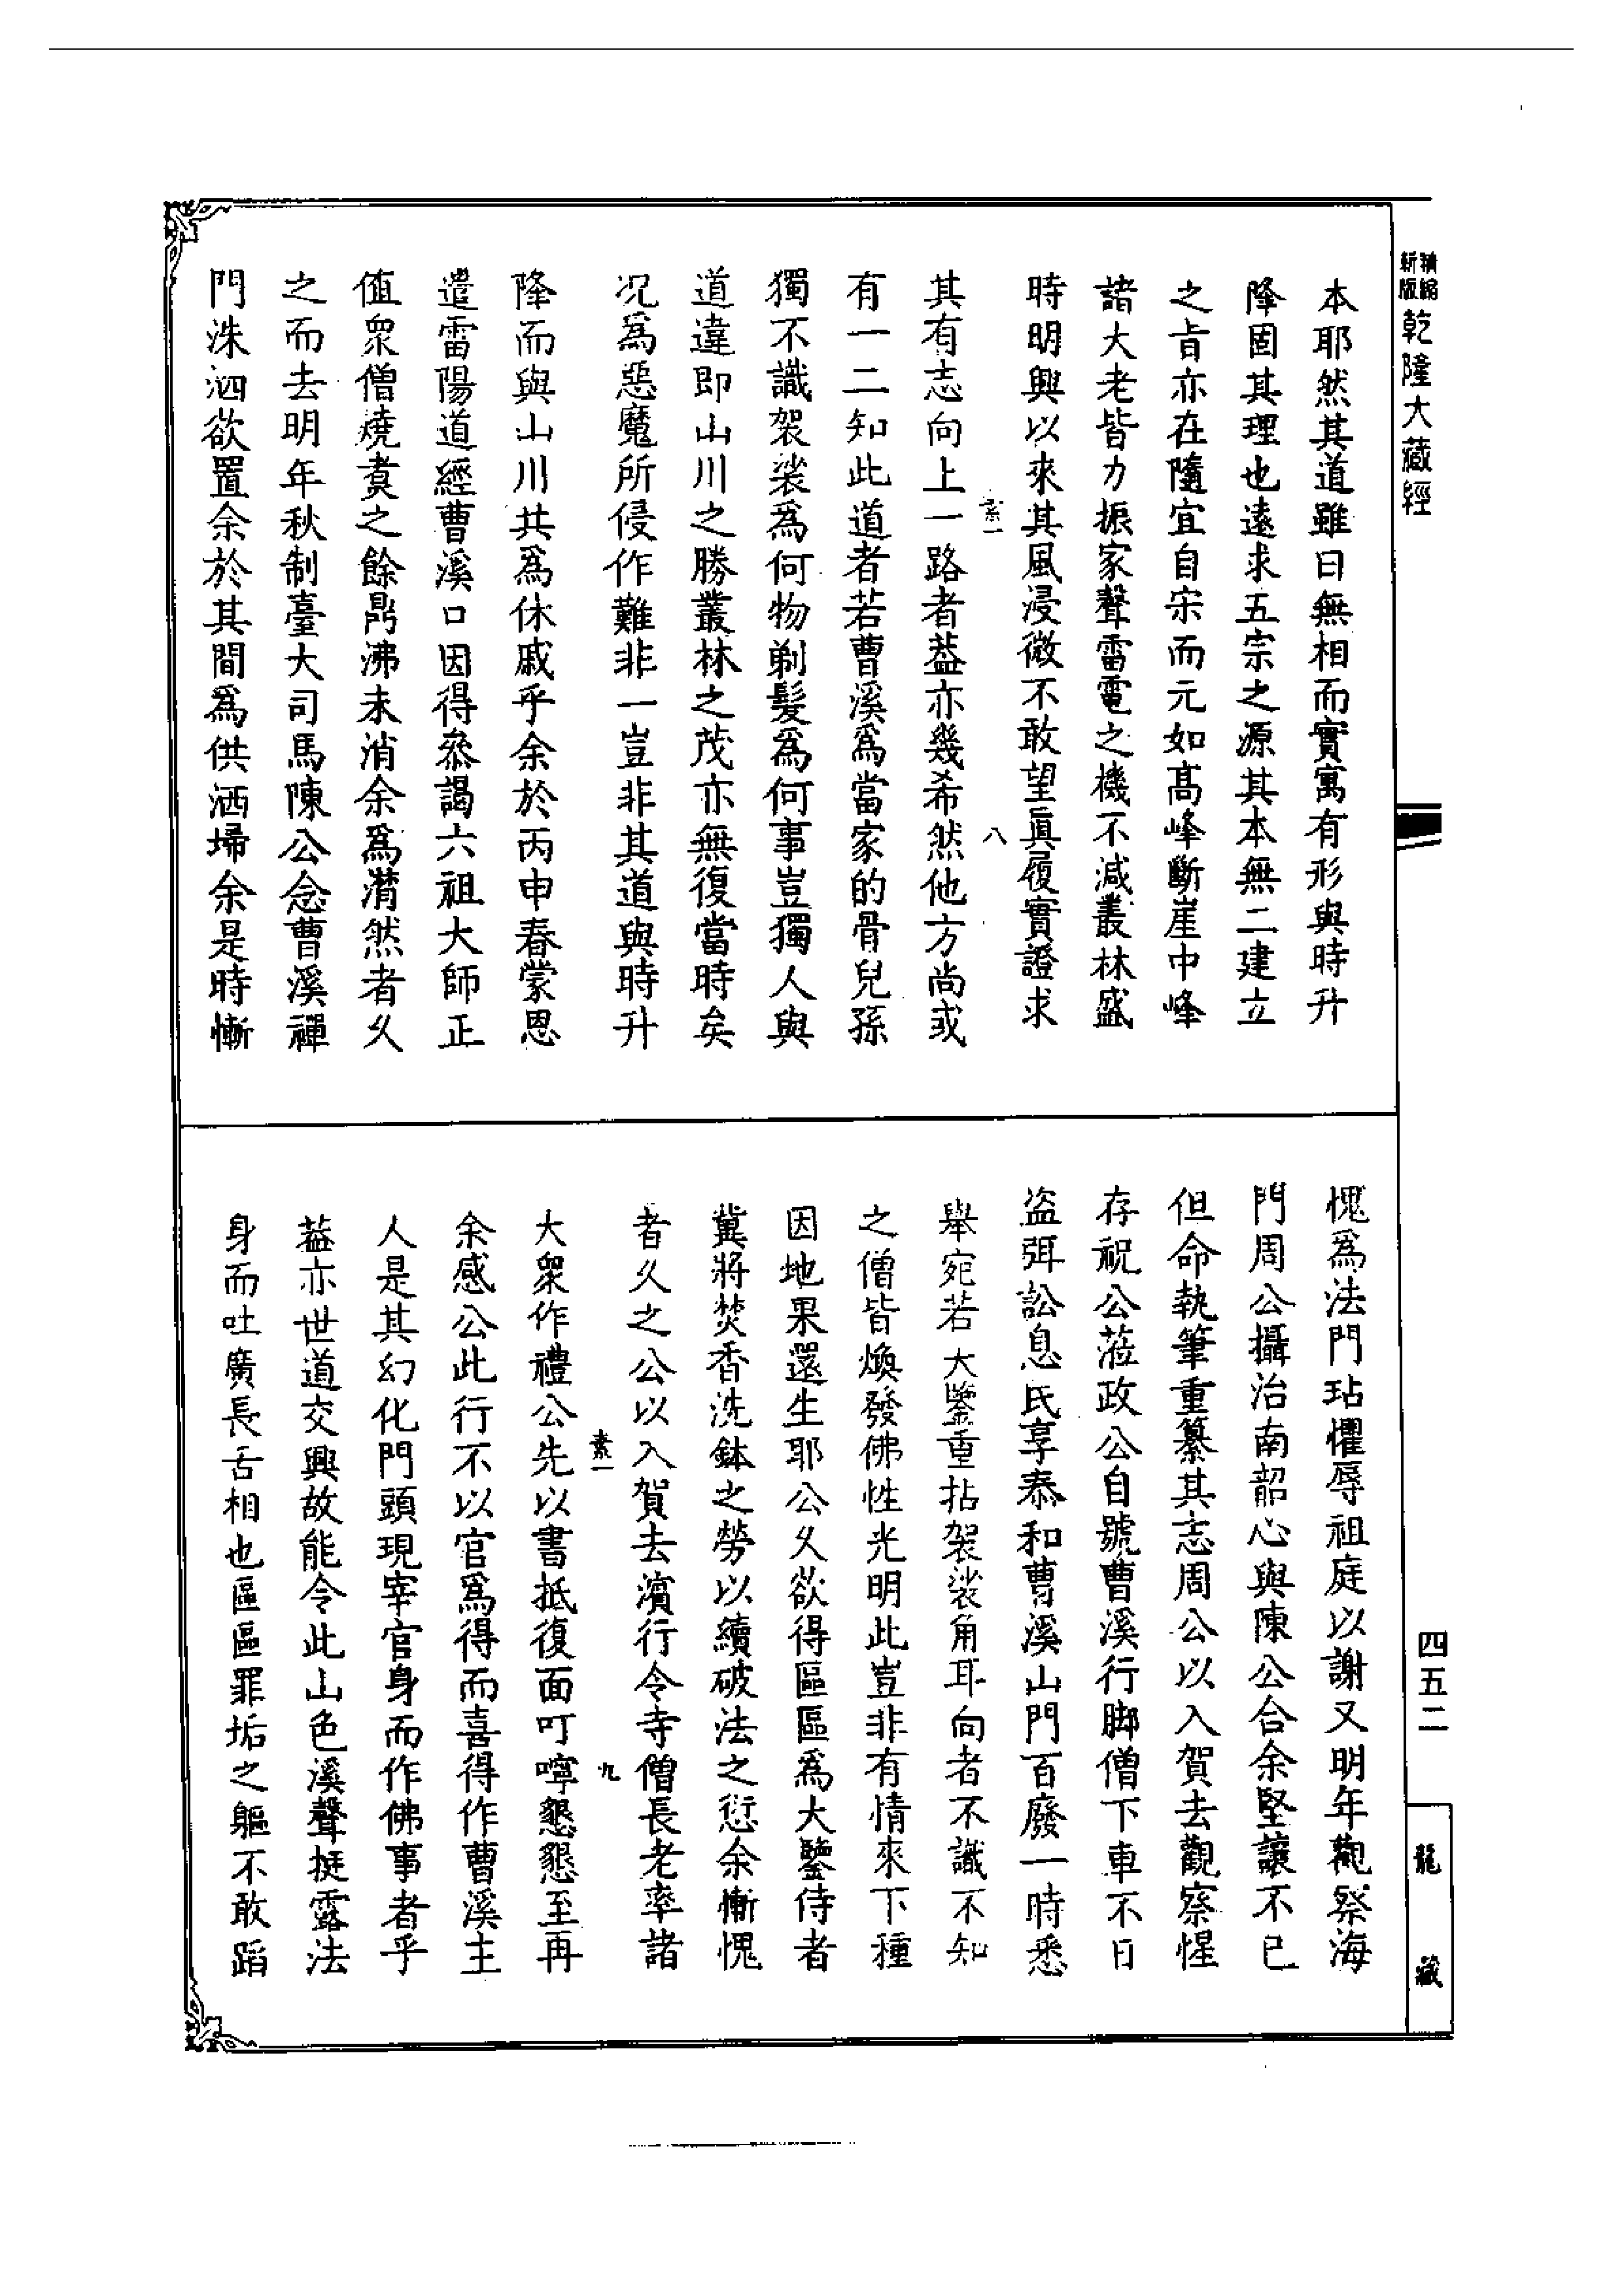 精縮新版乾隆大藏經
本耶然其道雖曰無相而實寓有形與時升
降固其理也遠求五宗之源其本無二建立
之旨亦在隨宜自宋而元如髙峰斷崖中峰
諸大老皆力振家聲雷電之機不減叢林盛
時明興以來其風浸微不敢望眞履實證求
素一 八
其有志向上一路者葢亦幾希然他方尚或
有一二知此道者若曹溪爲當家的骨兒孫
獨不識袈裟爲何物剃髮爲何事豈獨人與
道違即山川之勝叢林之茂亦無復當時矣
况爲惡魔所侵作難非一豈非其道與時升
降而與山川共爲休戚乎余於丙申春蒙恩
遣雷陽道經曹溪口因得叅謁六祖大師正
值眾僧燒煑之餘鼎沸未消余爲潸然者乆
之而去明年秋制臺大司馬陳公念曹溪禪
門洙泗欲置余於其間爲供洒埽余是時慚
愧爲法門玷懼辱祖庭以謝又明年觀察海
門周公攝治南韶心與陳公合余堅讓不已
但命執筆重纂其志周公以入賀去觀察惺
存祝公蒞政公自號曹溪行脚僧下車不日
盜弭訟息民享泰和曹溪山門百廢一時悉
舉宛若大鑒重拈袈裟角耳向者不識不知
之僧皆煥發佛性光明此豈非有情來下種
因地果還生耶公乆欲得區區爲大鑒侍者
冀將焚香洗鉢之勞以續破法之愆余慚愧
者乆之公以入賀去濵行令寺僧長老率諸
素一 九
大眾作禮公先以書抵復面叮嚀懇懇至再
余感公此行不以官爲得而喜得作曹溪主
人是其幻化門頭現宰官身而作佛事者乎
葢亦世道交興故能令此山色溪聲挺露法
身而吐廣長舌相也區區罪垢之軀不敢蹈
四五二
龍藏